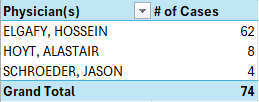 Physician(s) # of Cases
ELGAFY, HOSSEIN 62
HOYT, ALASTAIR 8
SCHROEDER, JASON 4
Grand Total 74